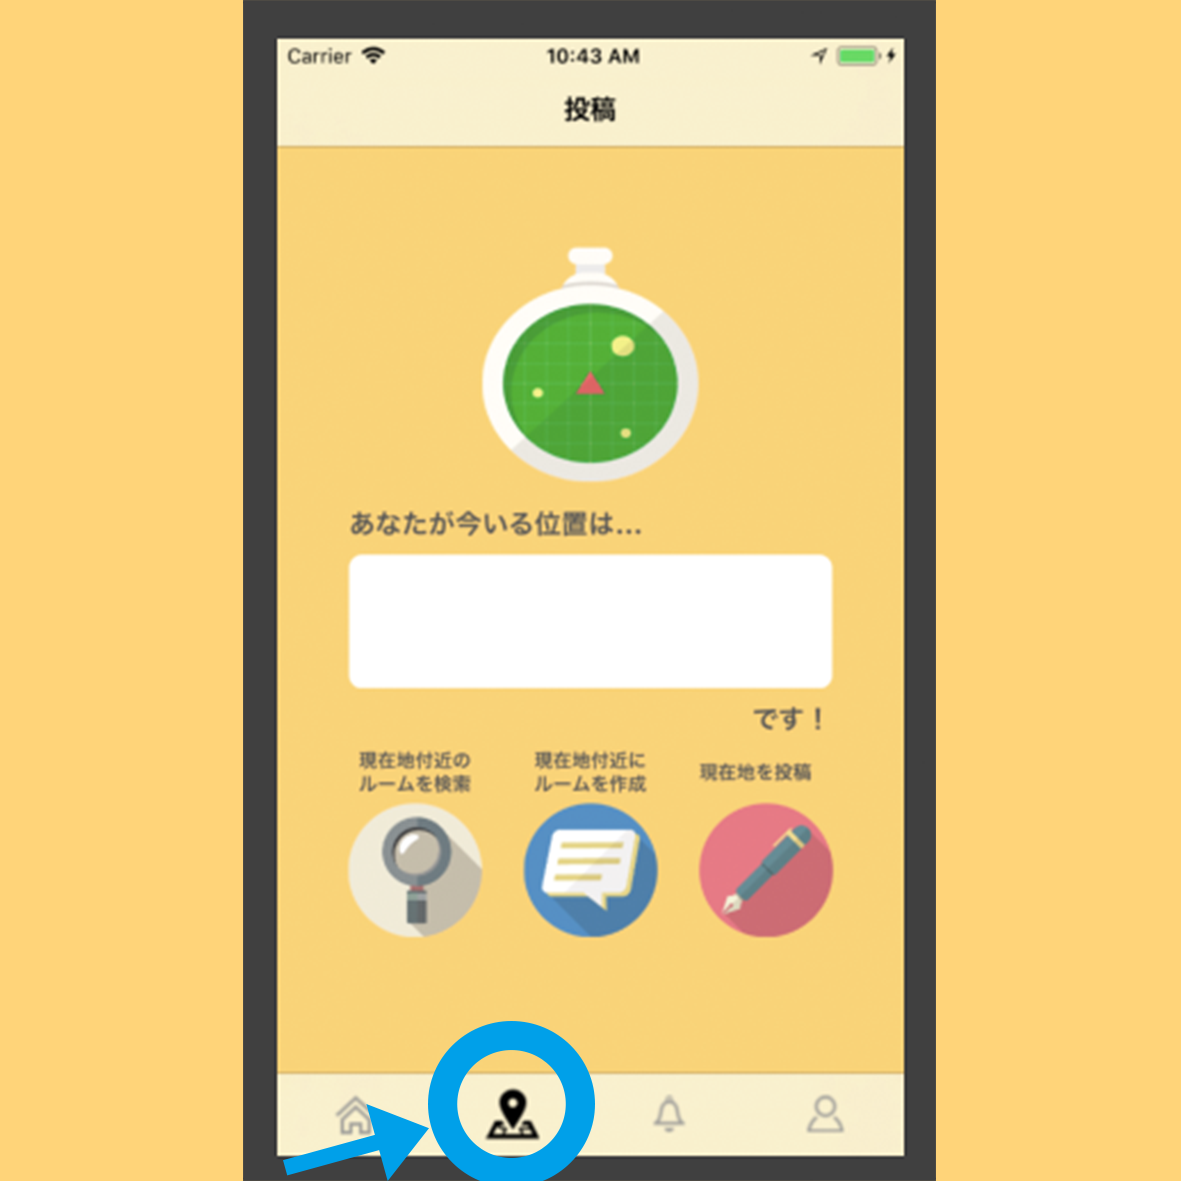 Carrier 10:43 AM
投稿
あなたが今いる位置は...
です！
現在地付近の
ルームを検索
現在地付近に
ルームを作成
現在地を投稿